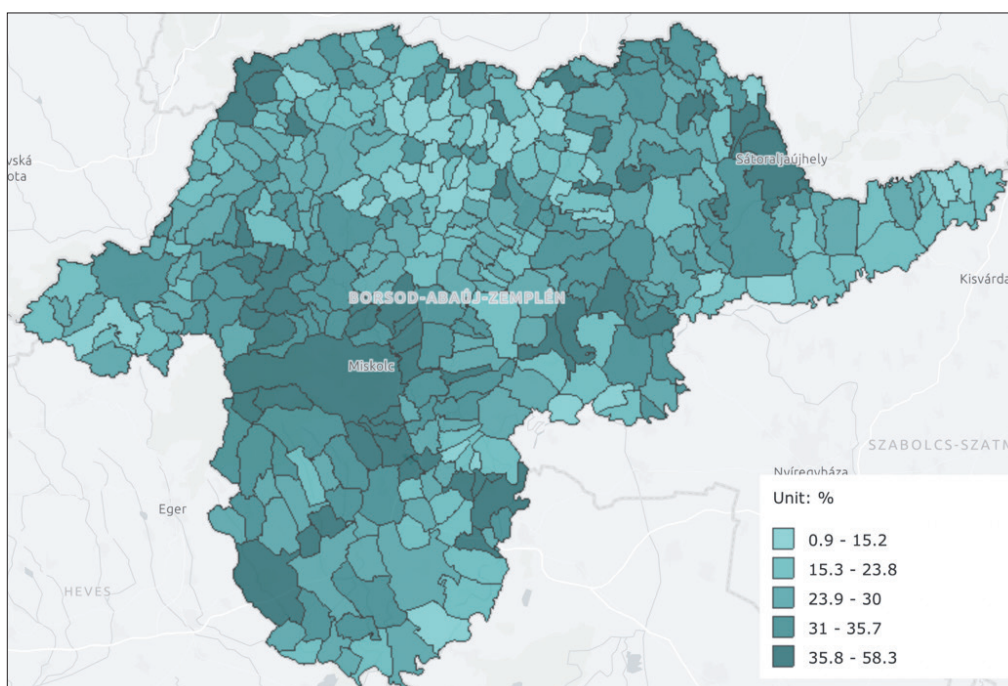 vská
ota
Sátoraljaújhely
Kisvárda
BORSOD-ABAÚJ-ZEMPLÉN
Miskolc
SZABOLCS-SZATM
Nyíregyháza
Eger
HEVES
Unit: %
0.9 - 15.2
15.3 - 23.8
23.9 - 30
31 - 35.7
35.8 - 58.3